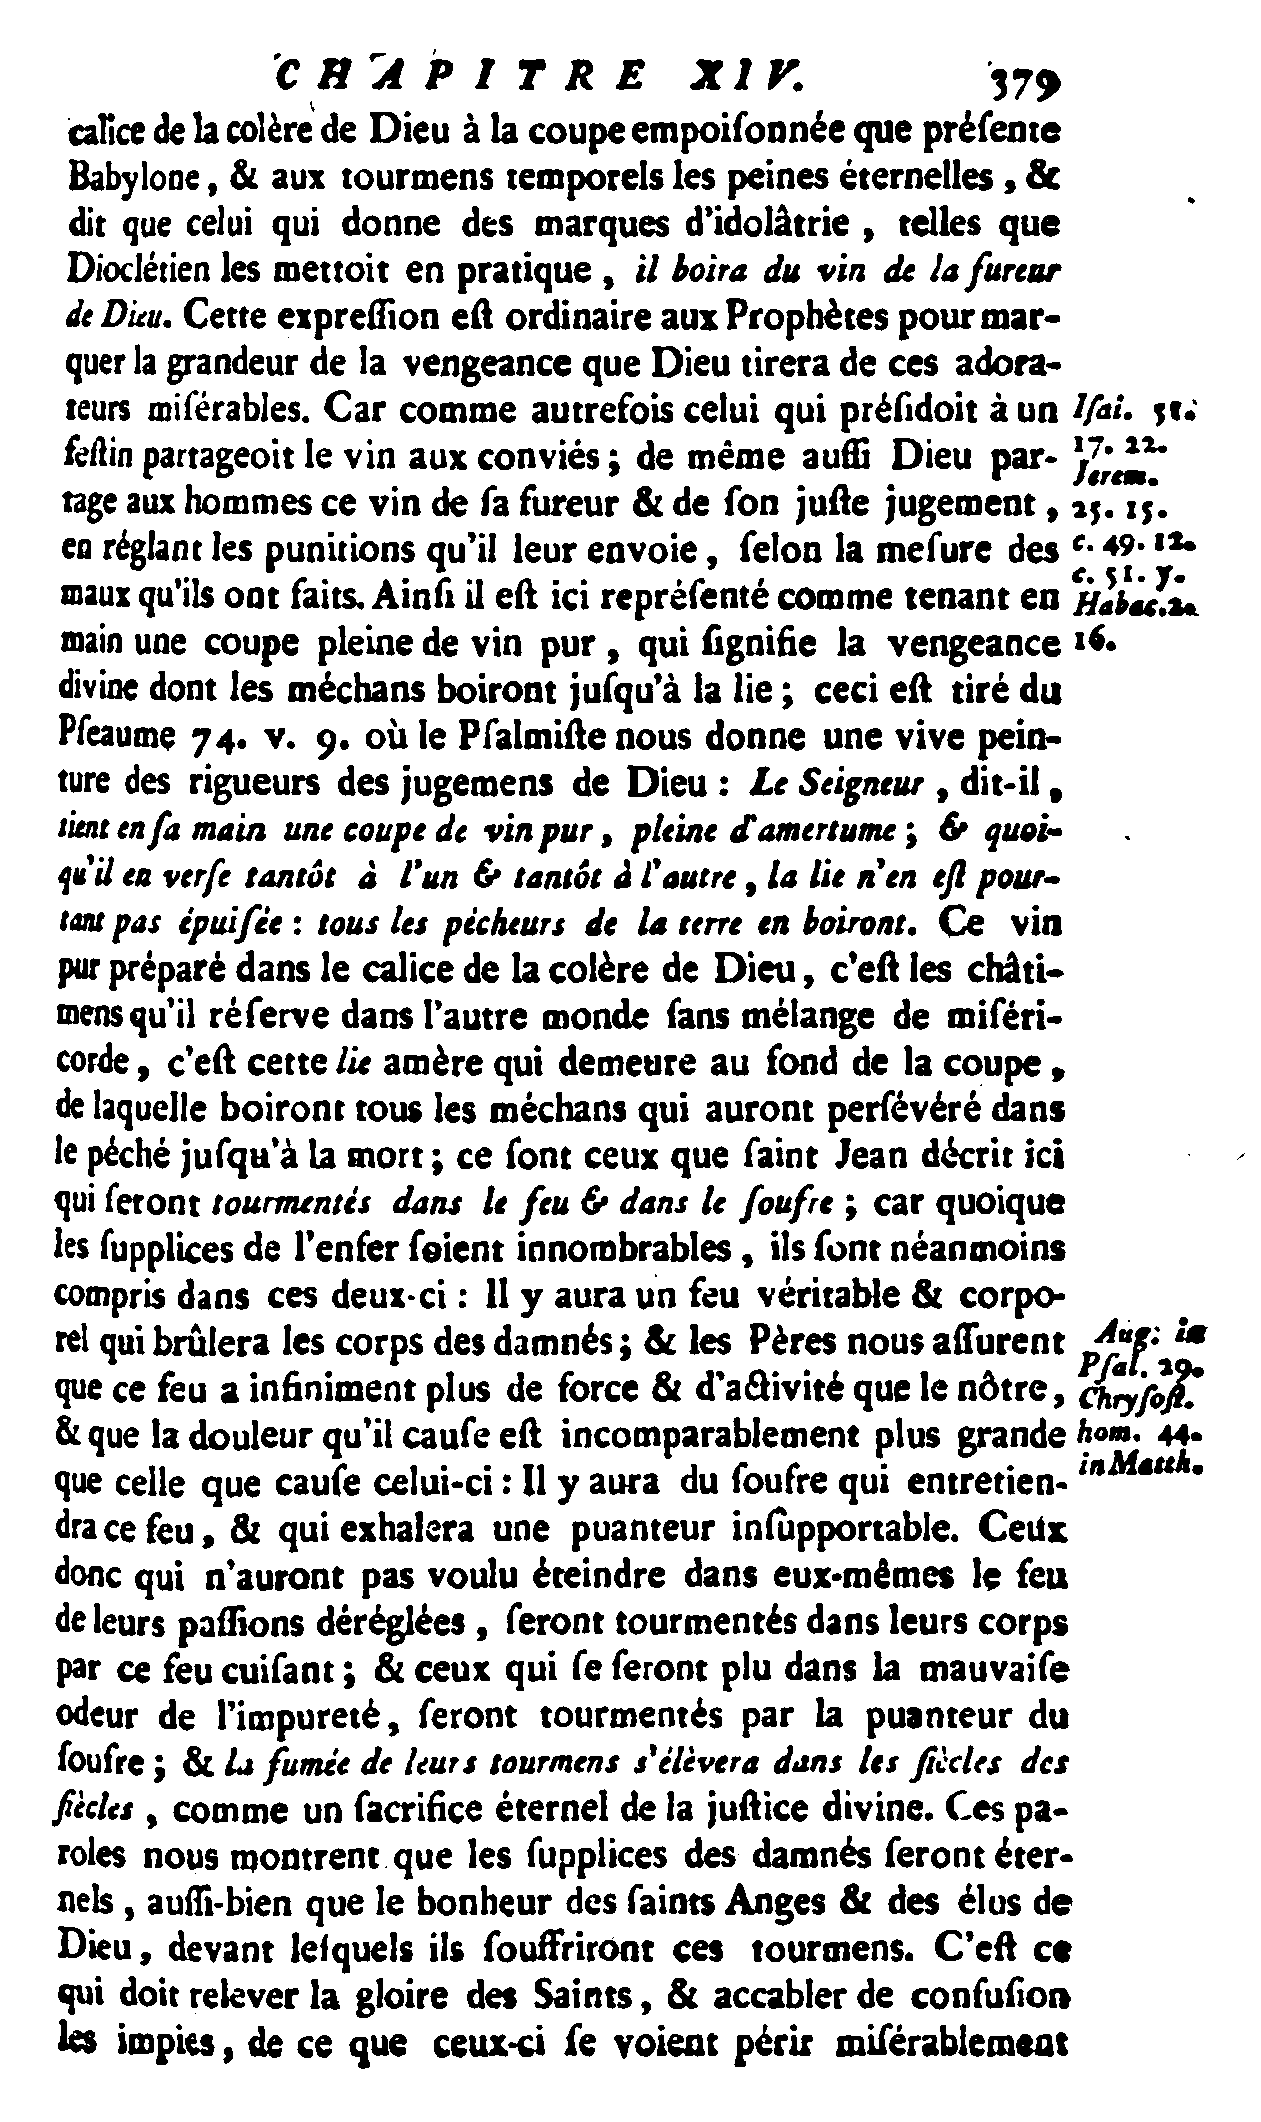 CHAPITRE XIV. 379
calice de la colère de Dieu à la coupe empoiſonnée que préſente
Babylone, & aux tourmens temporels les peines éternelles, &
dit que celui qui donne des marques d'idolâtrie, telles que
Dioclétien les mettoit en pratique, il boira du vin de la fureur
de Dieu. Cette expreſſion eſt ordinaire aux Prophètes pour mar-
quer la grandeur de la vengeance que Dieu tirera de ces adora-
teurs miſérables. Car comme autrefois celui qui préſidoit à un
feſtin partageoit le vin aux conviés; de même auſſi Dieu par-
tage aux hommes ce vin de ſa fureur & de ſon juſte jugement,
en réglant les punitions qu'il leur envoie, ſelon la meſure des
maux qu'ils ont faits. Ainſi il eſt ici repréſenté comme tenant en
main une coupe pleine de vin pur, qui ſignifie la vengeance
divine dont les méchans boiront juſqu'à la lie; ceci eſt tiré du
Pſeaume 74. v. 9. où le Pſalmiſte nous donne une vive pein-
ture des rigueurs des jugemens de Dieu : Le Seigneur, dit-il,
tient en ſa main une coupe de vin pur, pleine d'amertume; & quoi-
qu'il en verſe tantôt à l'un & tantôt à l'autre, la lie n'en eſt pour-
tant pas épuiſée : tous les pécheurs de la terre en boiront. Ce vin
pur préparé dans le calice de la colère de Dieu, c'eſt les châti-
mens qu'il réſerve dans l'autre monde ſans mélange de miſéri-
corde, c'eſt cette lie amère qui demeure au fond de la coupe,
de laquelle boiront tous les méchans qui auront perſévéré dans
le péché juſqu'à la mort; ce ſont ceux que ſaint Jean décrit ici
qui ſeront tourmentés dans le feu & dans le ſoufre; car quoique
les ſupplices de l'enfer ſoient innombrables, ils ſont néanmoins
compris dans ces deux-ci : Il y aura un feu véritable & corpo-
rel qui brûlera les corps des damnés; & les Pères nous aſſurent
que ce feu a infiniment plus de force & d'activité que le nôtre,
& que la douleur qu'il cauſe eſt incomparablement plus grande
que celle que cauſe celui-ci : Il y aura du ſoufre qui entretien-
dra ce feu, & qui exhalera une puanteur inſupportable. Ceux
donc qui n'auront pas voulu éteindre dans eux-mêmes le feu
de leurs paſſions déréglées, ſeront tourmentés dans leurs corps
par ce feu cuiſant; & ceux qui ſe ſeront plu dans la mauvaiſe
odeur de l'impureté, ſeront tourmentés par la puanteur du
ſoufre; & la fumée de leurs tourmens s'élèvera dans les ſiècles des
ſiècles, comme un ſacrifice éternel de la juſtice divine. Ces pa-
roles nous montrent que les ſupplices des damnés ſeront éter-
nels, auſſi-bien que le bonheur des ſaints Anges & des élus de
Dieu, devant leſquels ils ſouffriront ces tourmens. C'eſt ce
qui doit relever la gloire des Saints, & accabler de confuſion
les impies, de ce que ceux-ci ſe voient périr miſérablement
Iſai. 51.
17. 22.
Jerem.
25. 15.
c. 49. 12.
c. 51. 7.
Habac. 2.
16.
Aug. in
Pſal. 29.
Chryſoſt.
hom. 44.
in Matth.